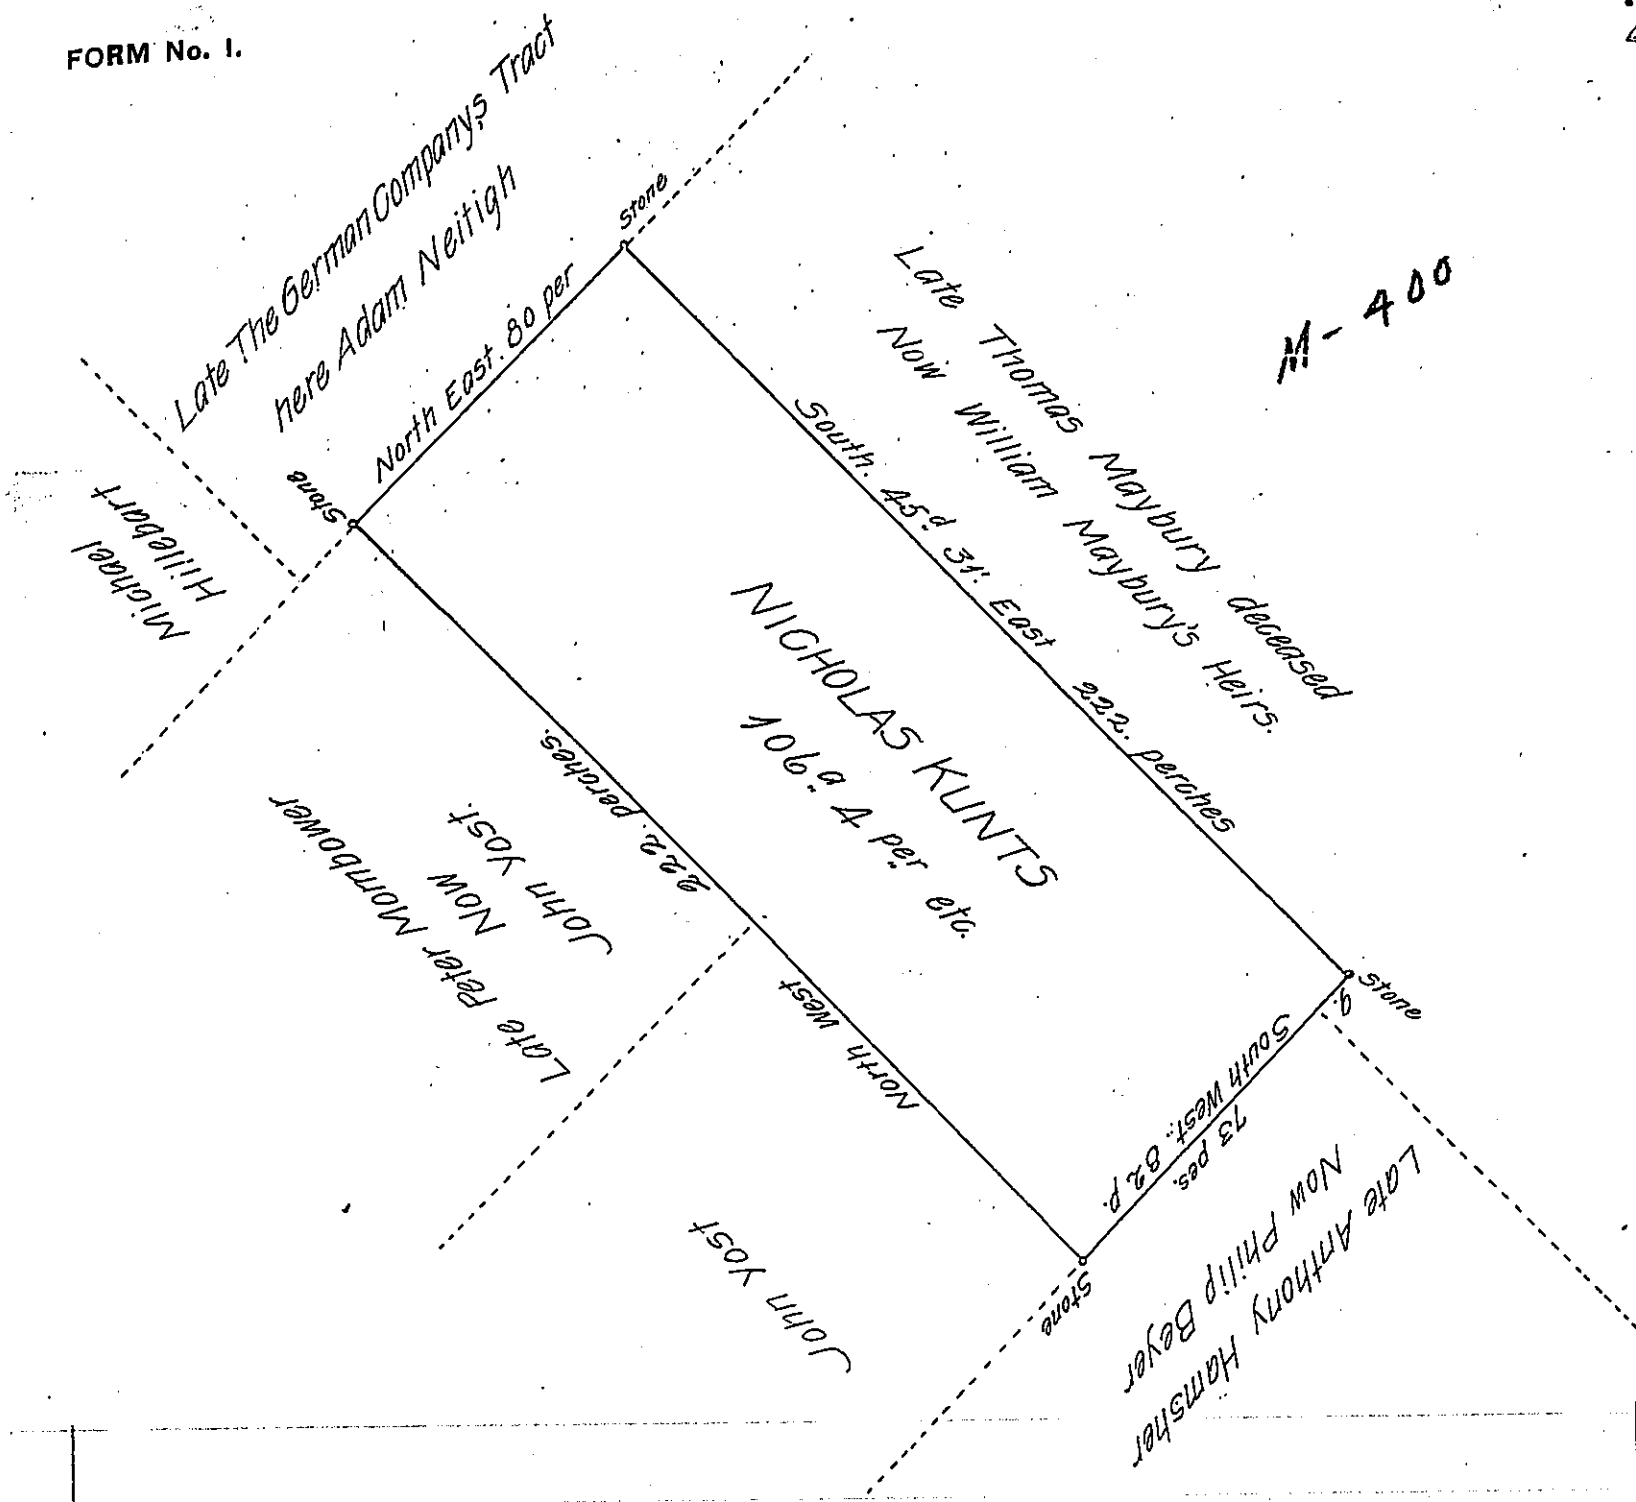 FORM No. 1.
Late The German Companys Tract
here Adam Neitigh
Stone
North East. 80 per
Stone
Michael
Hillebart
Late Thomas Maybury deceased
Now William Maybury's Heirs.
M-400
South. 45.d 31' East 222. perches
NICHOLAS KUNTS
106.a 4 per etc.
North West 222. perches.
Late Peter Mombower
Now
John Yost.
John Yost
Stone
9.
South West. 82 p.
73 pes.
Stone
Late Anthony Hämsher
Now Philip Beyer